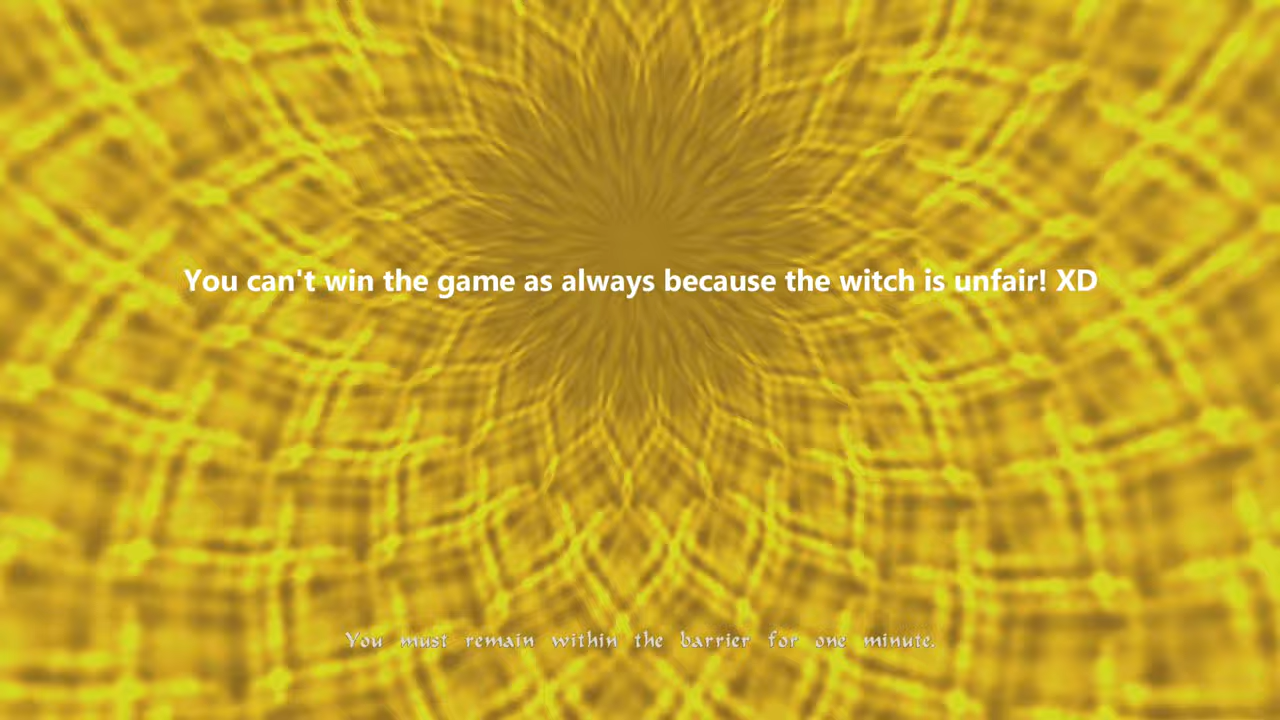 You can't win the game as always because the witch is unfair! XD
You must remain within the barrier for one minute.